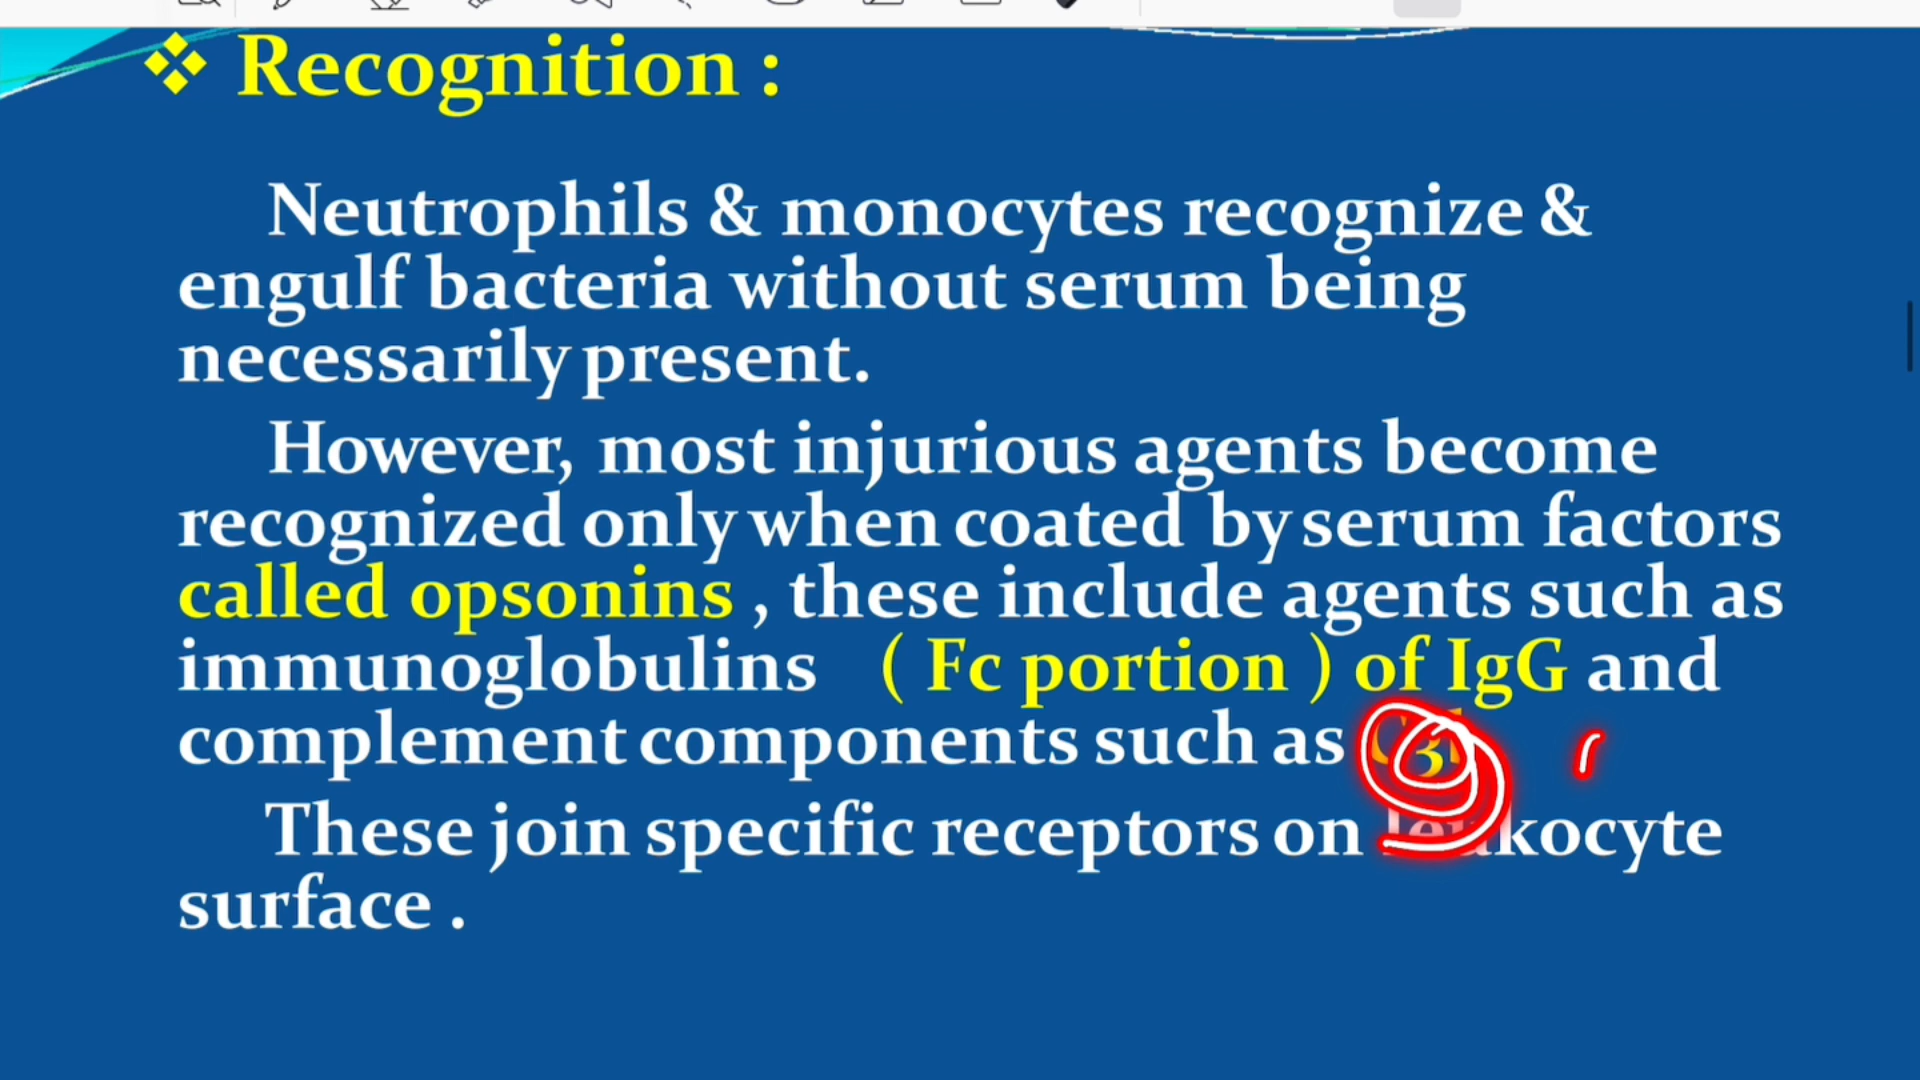 ❖ Recognition :
Neutrophils & monocytes recognize &
engulf bacteria without serum being
necessarily present.
However, most injurious agents become
recognized only when coated by serum factors
called opsonins , these include agents such as
immunoglobulins ( Fc portion ) of IgG and
complement components such as
These join specific receptors on leukocyte
surface .